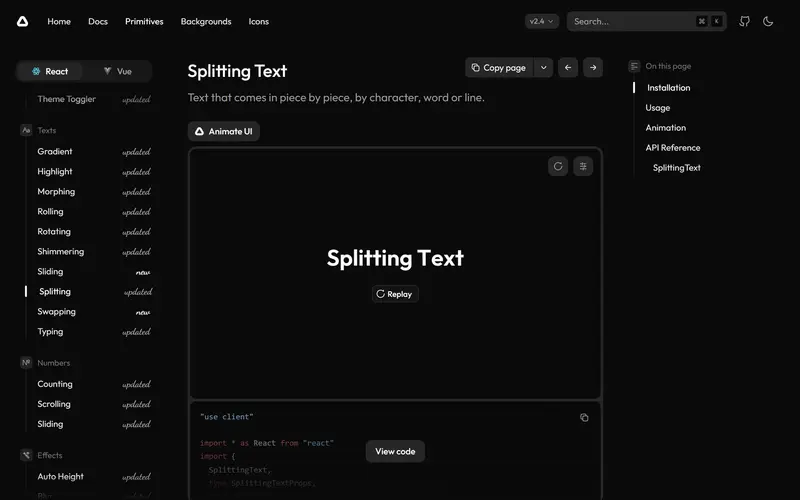 Home Docs Primitives Backgrounds Icons v2.4 Search... ⌘ K
React Vue
Theme Toggler updated
Texts
Gradient updated
Highlight updated
Morphing updated
Rolling updated
Rotating updated
Shimmering updated
Sliding new
Splitting updated
Swapping new
Typing updated
Numbers
Counting updated
Scrolling updated
Sliding updated
Effects
Auto Height updated
Splitting Text
Copy page
Text that comes in piece by piece, by character, word or line.
Animate UI
Splitting Text
Replay
"use client"
import * as React from "react"
import {
SplittingText,
type SplittingTextProps,
View code
On this page
Installation
Usage
Animation
API Reference
SplittingText